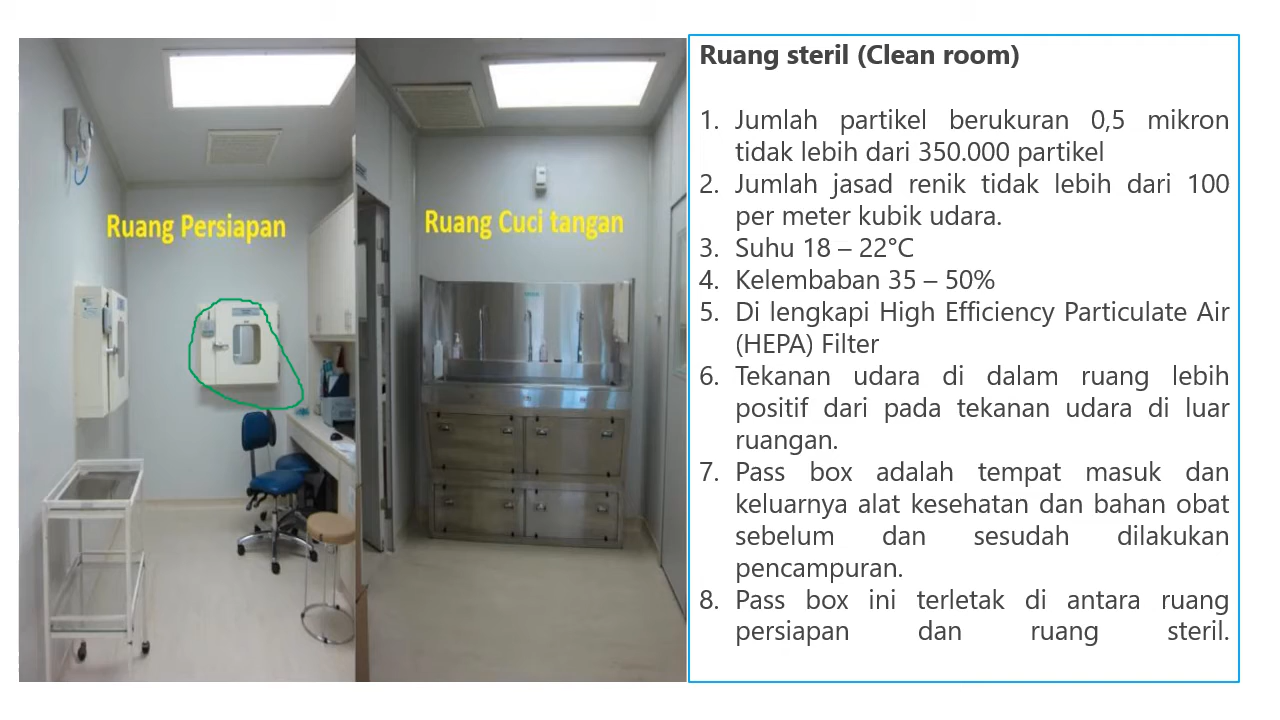 Ruang Persiapan
Ruang Cuci tangan
Ruang steril (Clean room)
1. Jumlah partikel berukuran 0,5 mikron
tidak lebih dari 350.000 partikel
2. Jumlah jasad renik tidak lebih dari 100
per meter kubik udara.
3. Suhu 18 – 22°C
4. Kelembaban 35 – 50%
5. Di lengkapi High Efficiency Particulate Air
(HEPA) Filter
6. Tekanan udara di dalam ruang lebih
positif dari pada tekanan udara di luar
ruangan.
7. Pass box adalah tempat masuk dan
keluarnya alat kesehatan dan bahan obat
sebelum dan sesudah dilakukan
pencampuran.
8. Pass box ini terletak di antara ruang
persiapan dan ruang steril.